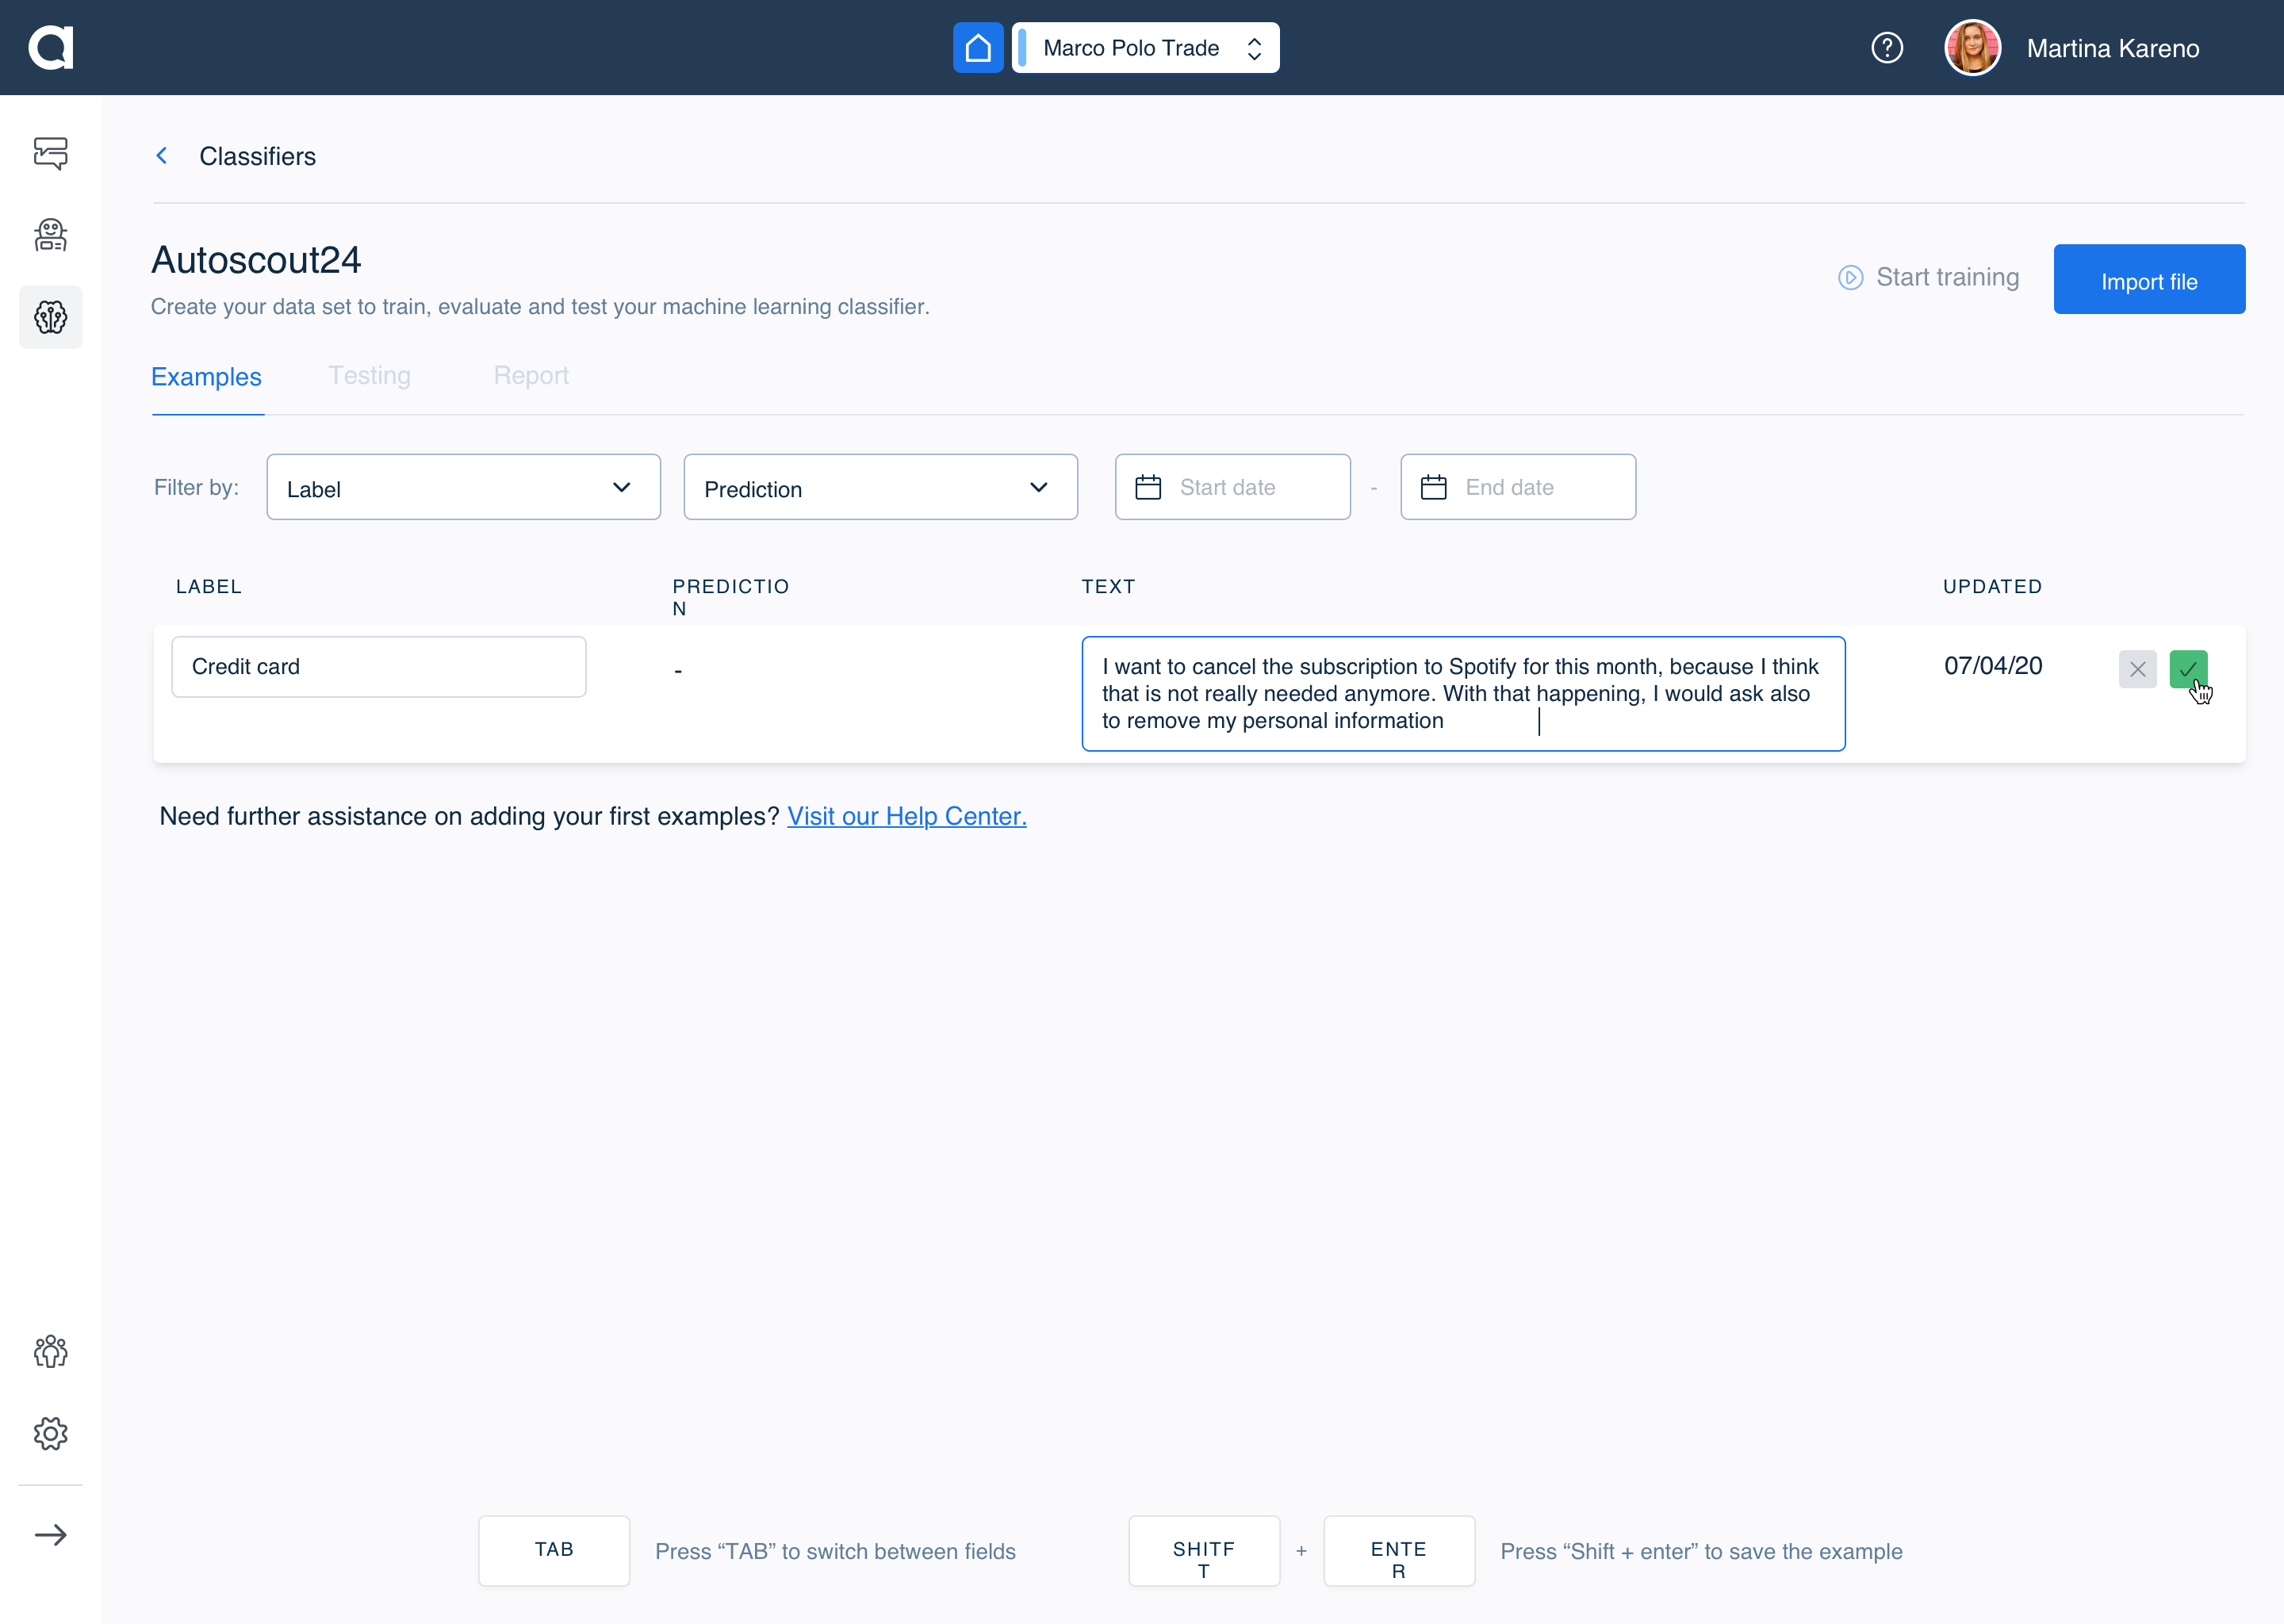 Marco Polo Trade
Martina Kareno
Classifiers
Autoscout24
Create your data set to train, evaluate and test your machine learning classifier.
Start training
Import file
Examples
Testing
Report
Filter by:
Label
Prediction
Start date
-
End date
LABEL
PREDICTIO
N
TEXT
UPDATED
Credit card
-
I want to cancel the subscription to Spotify for this month, because I think
that is not really needed anymore. With that happening, I would ask also
to remove my personal information
07/04/20
Need further assistance on adding your first examples? Visit our Help Center.
TAB
Press “TAB” to switch between fields
SHITF
T
+
ENTE
R
Press “Shift + enter” to save the example